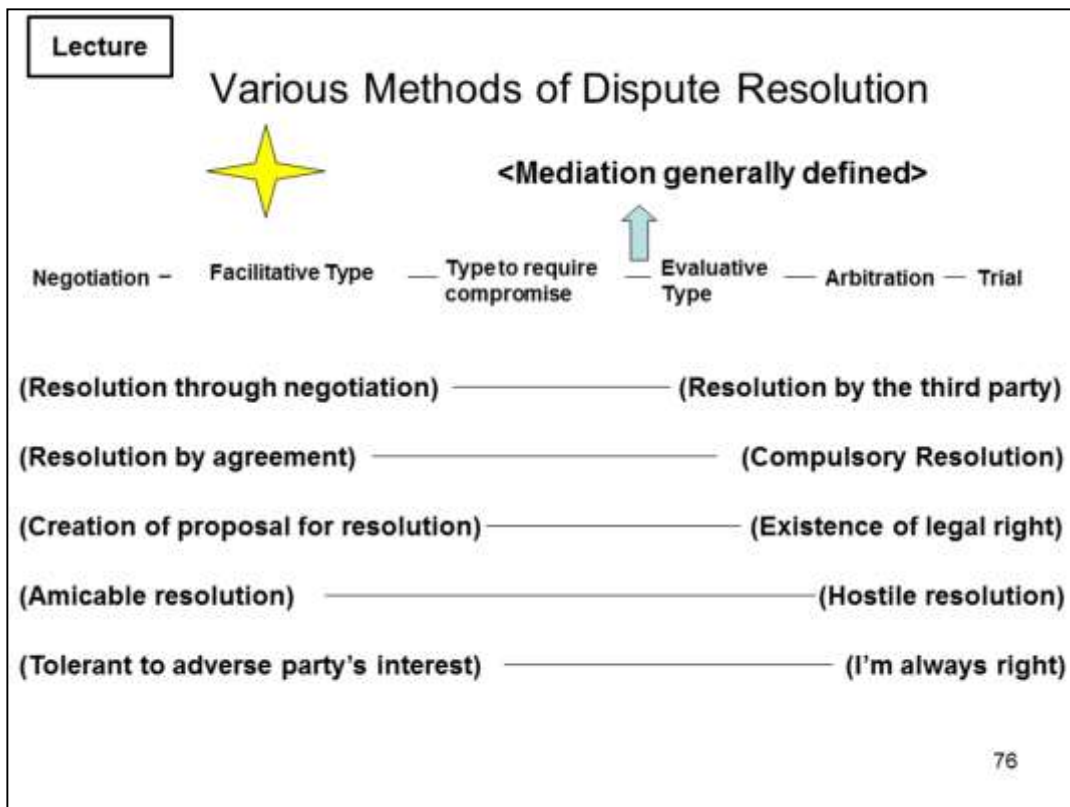 Lecture
Various Methods of Dispute Resolution
<Mediation generally defined>
Negotiation – Facilitative Type — Type to require compromise — Evaluative Type — Arbitration — Trial
(Resolution through negotiation) — (Resolution by the third party)
(Resolution by agreement) — (Compulsory Resolution)
(Creation of proposal for resolution) — (Existence of legal right)
(Amicable resolution) — (Hostile resolution)
(Tolerant to adverse party's interest) — (I'm always right)
76